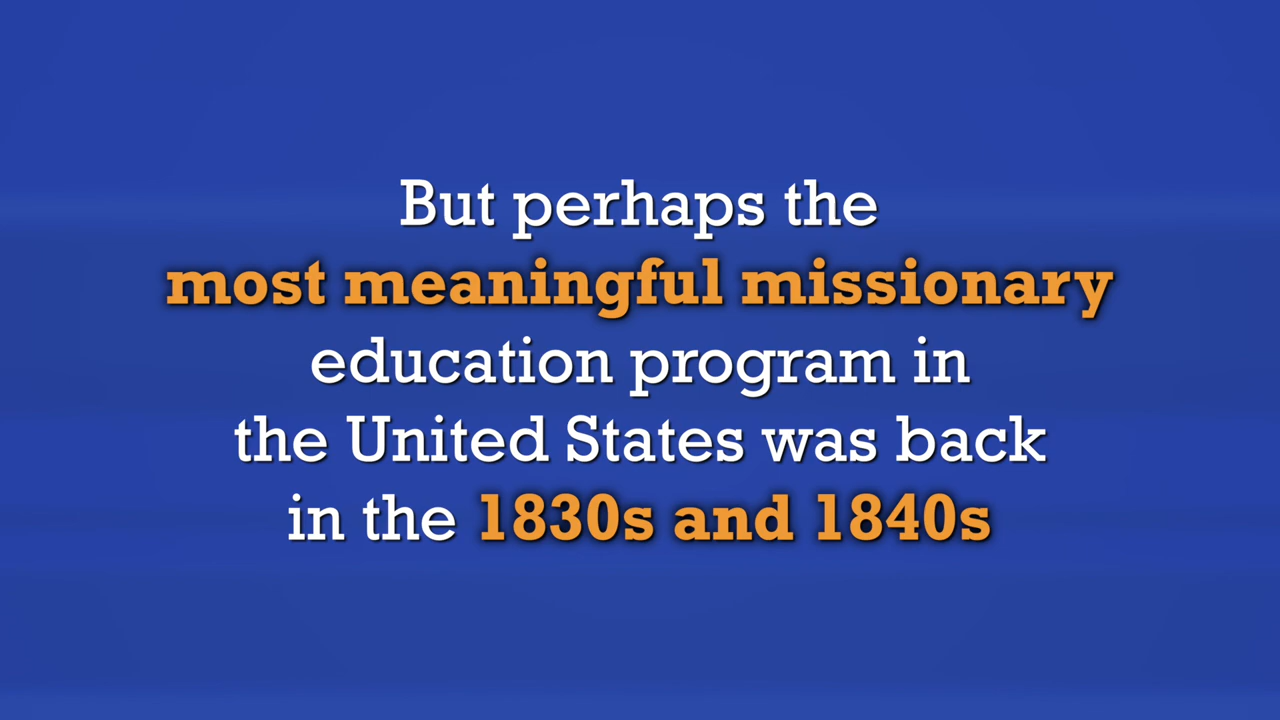 But perhaps the
most meaningful missionary
education program in
the United States was back
in the 1830s and 1840s